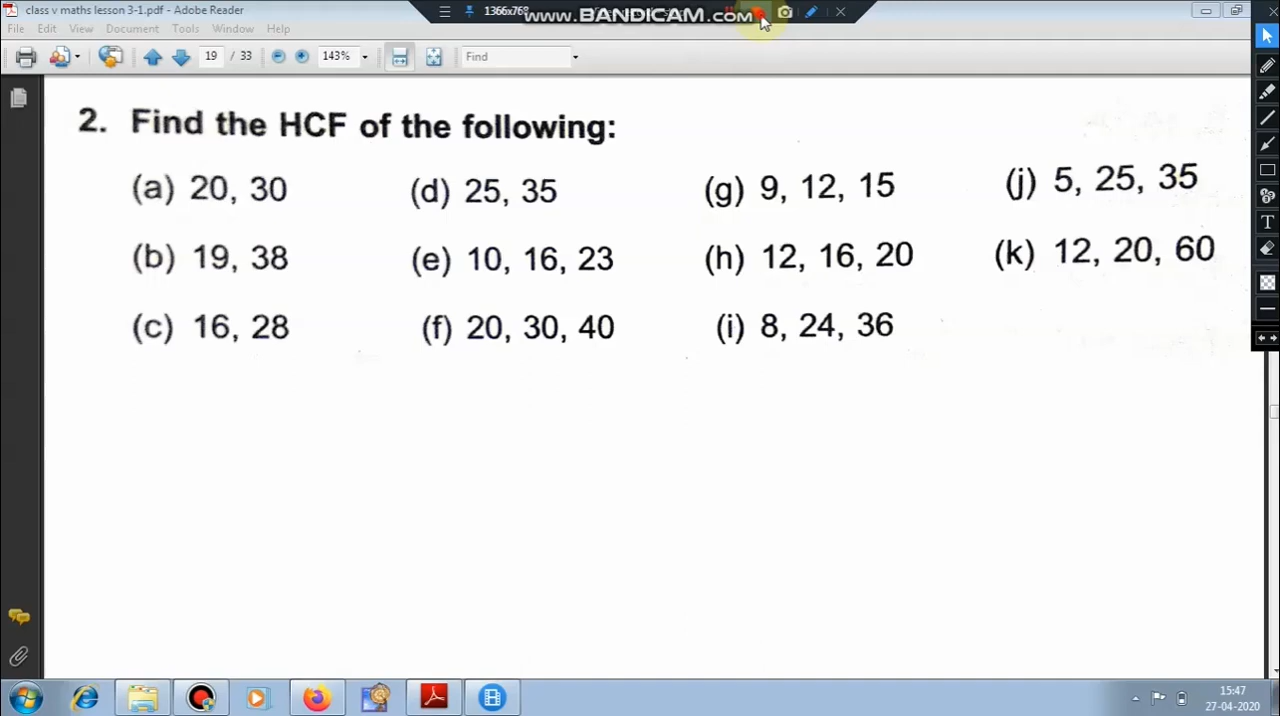 class v maths lesson 3-1.pdf - Adobe Reader
1366x768
www.BANDICAM.com
File Edit View Document Tools Window Help
19 / 33 143% Find
2. Find the HCF of the following:
(a) 20, 30 (d) 25, 35 (g) 9, 12, 15 (j) 5, 25, 35
(b) 19, 38 (e) 10, 16, 23 (h) 12, 16, 20 (k) 12, 20, 60
(c) 16, 28 (f) 20, 30, 40 (i) 8, 24, 36
15:47
27-04-2020